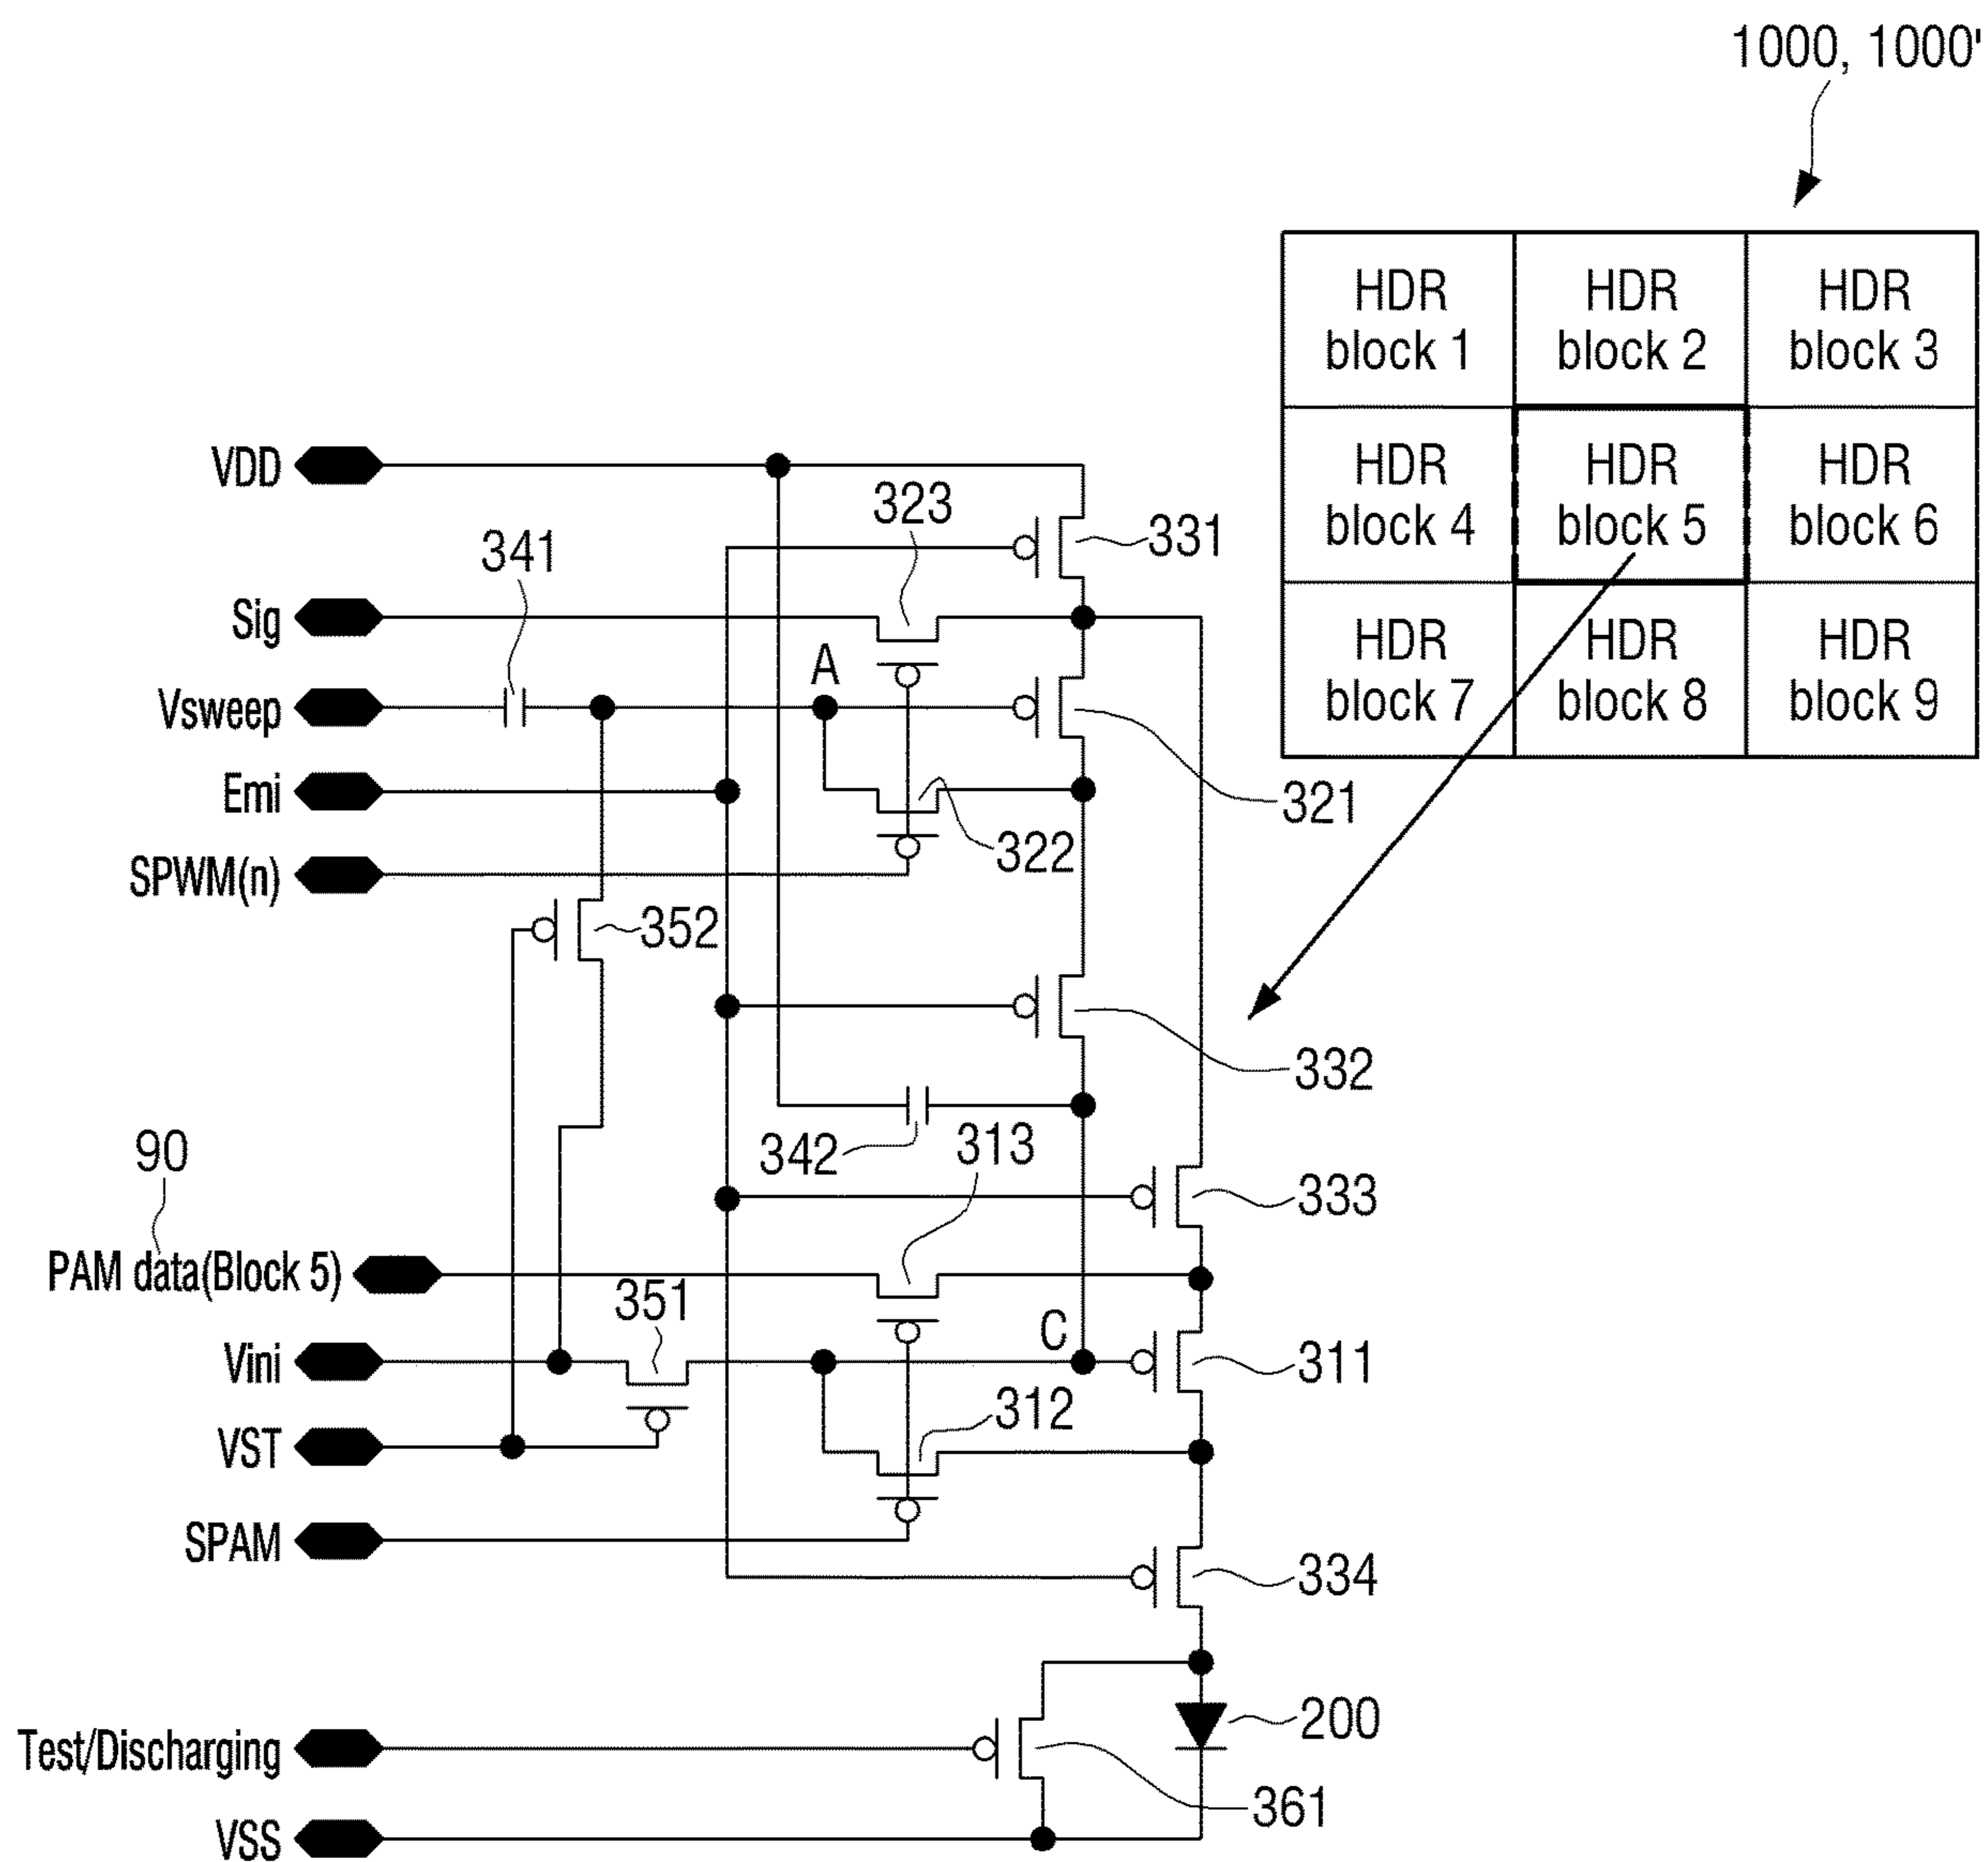 1000, 1000'
HDR
block 1
HDR
block 2
HDR
block 3
HDR
block 4
HDR
block 5
HDR
block 6
HDR
block 7
HDR
block 8
HDR
block 9
VDD
323
331
341
Sig
A
Vsweep
Emi
321
322
SPWM(n)
352
332
342
313
90
333
PAM data(Block 5)
351
C
Vini
311
312
VST
SPAM
334
200
Test/Discharging
361
VSS